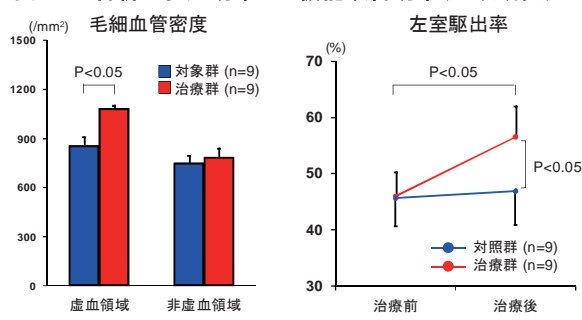 毛細血管密度
(/mm²)
1500
1200
900
600
300
0
P<0.05
対象群 (n=9)
治療群 (n=9)
虚血領域
非虚血領域
左室駆出率
(%)
70
60
50
40
30
P<0.05
P<0.05
対照群 (n=9)
治療群 (n=9)
治療前
治療後